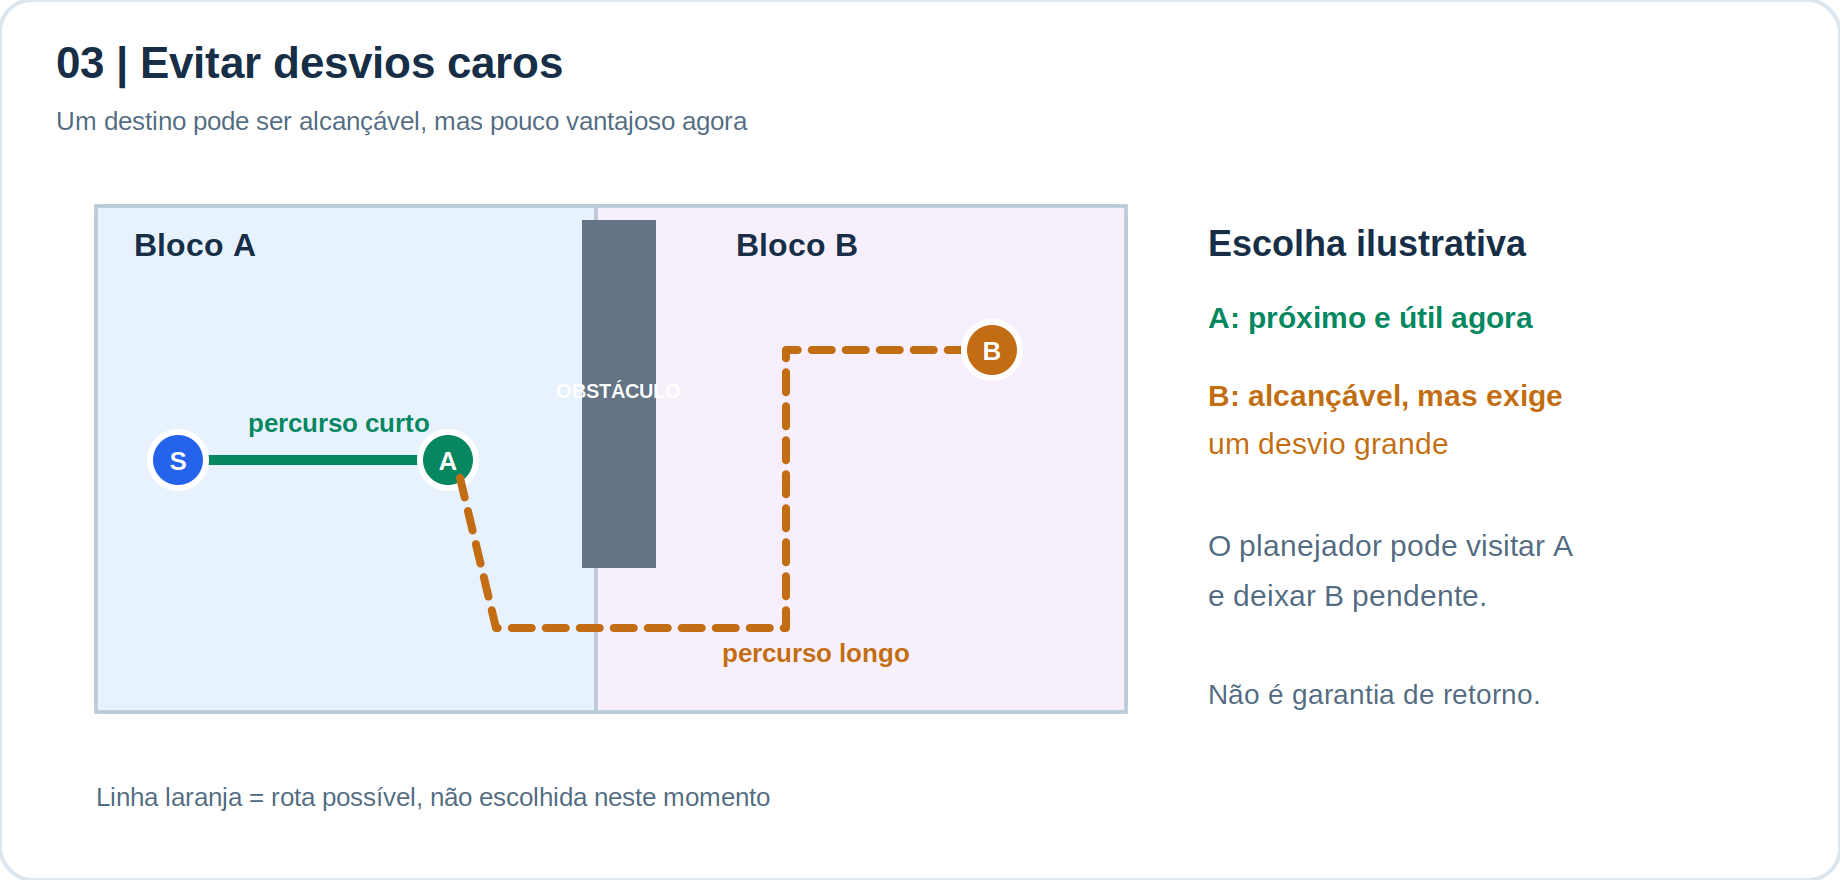 03 | Evitar desvios caros
Um destino pode ser alcançável, mas pouco vantajoso agora
Bloco A
Bloco B
OBSTÁCULO
percurso curto
S
A
B
percurso longo
Escolha ilustrativa
A: próximo e útil agora
B: alcançável, mas exige
um desvio grande
O planejador pode visitar A
e deixar B pendente.
Não é garantia de retorno.
Linha laranja = rota possível, não escolhida neste momento